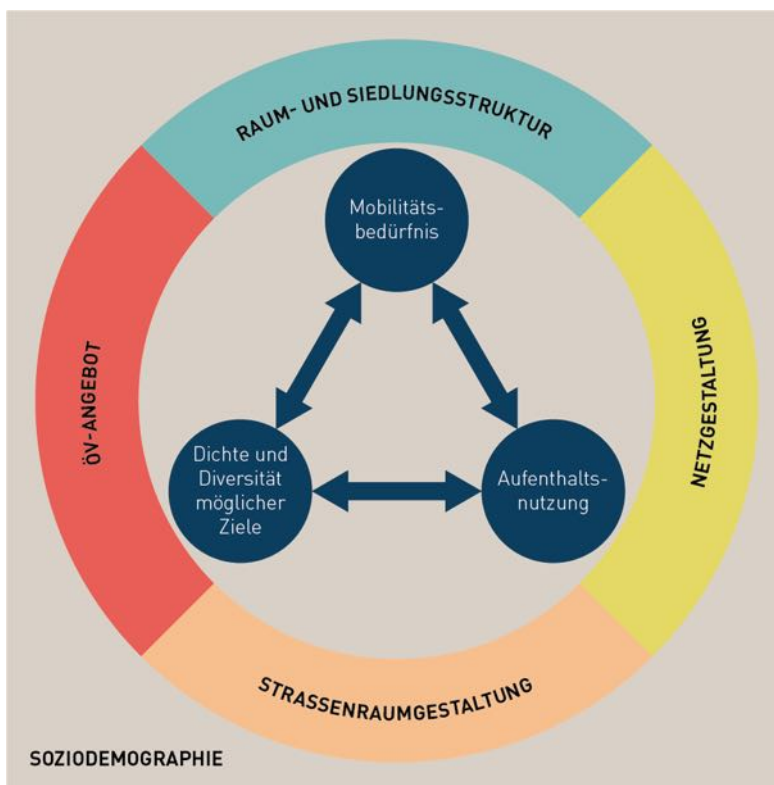 RAUM- UND SIEDLUNGSSTRUKTUR
Mobilitäts-
bedürfnis
ÖV-ANGEBOT
NETZGESTALTUNG
Dichte und
Diversität
möglicher
Ziele
Aufenthalts-
nutzung
STRASSENRAUMGESTALTUNG
SOZIODEMOGRAPHIE